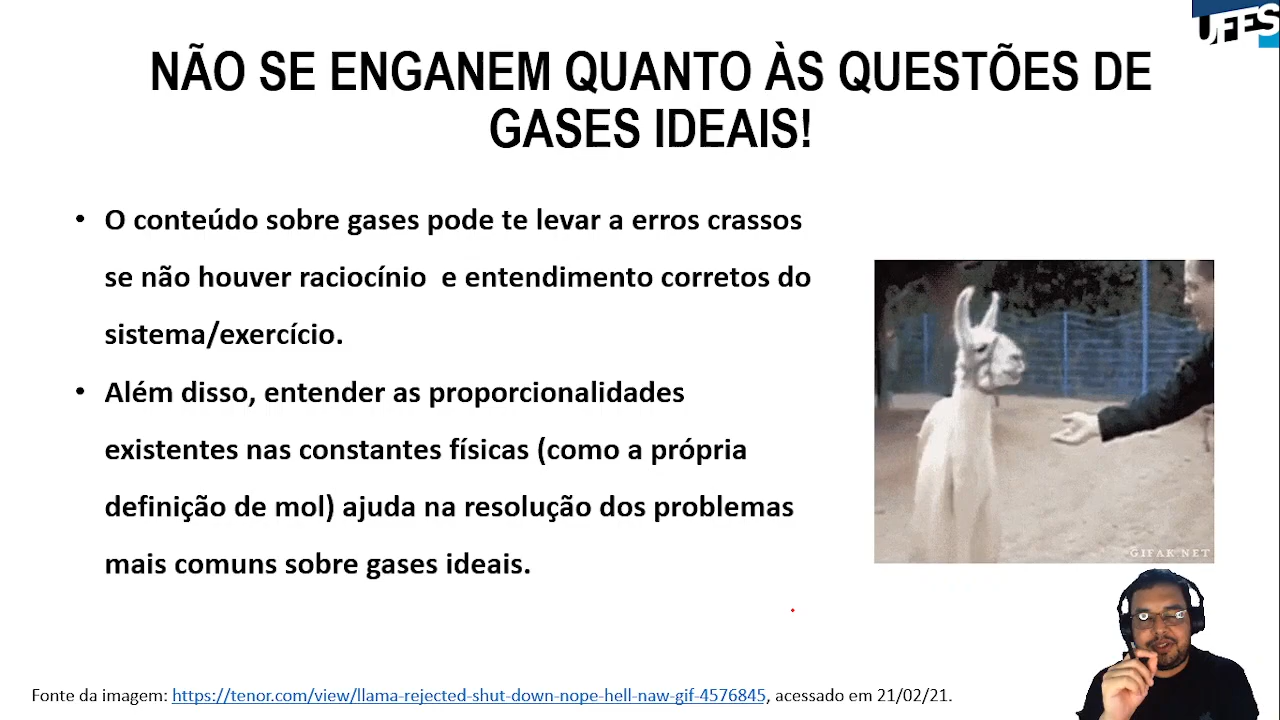 UFES
NÃO SE ENGANEM QUANTO ÀS QUESTÕES DE
GASES IDEAIS!
• O conteúdo sobre gases pode te levar a erros crassos
se não houver raciocínio e entendimento corretos do
sistema/exercício.
• Além disso, entender as proporcionalidades
existentes nas constantes físicas (como a própria
definição de mol) ajuda na resolução dos problemas
mais comuns sobre gases ideais.
GIFAK.NET
Fonte da imagem: https://tenor.com/view/llama-rejected-shut-down-nope-hell-naw-gif-4576845, acessado em 21/02/21.